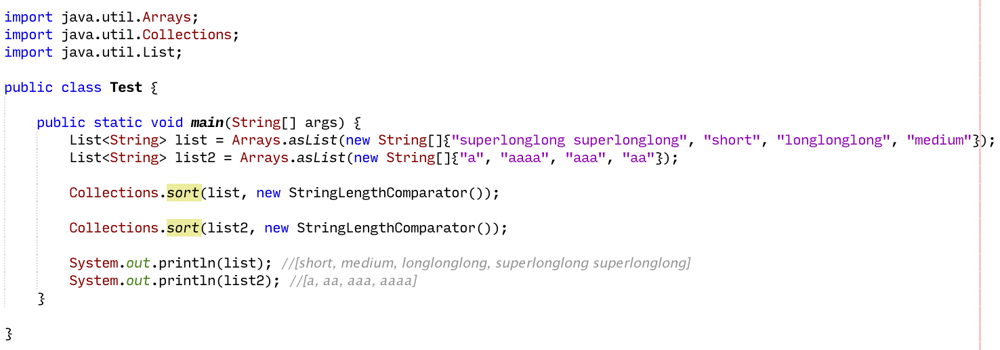 import java.util.Arrays;
import java.util.Collections;
import java.util.List;

public class Test {

    public static void main(String[] args) {
        List<String> list = Arrays.asList(new String[]{"superlonglong superlonglong", "short", "longlonglong", "medium"});
        List<String> list2 = Arrays.asList(new String[]{"a", "aaaa", "aaa", "aa"});

        Collections.sort(list, new StringLengthComparator());

        Collections.sort(list2, new StringLengthComparator());

        System.out.println(list); //[short, medium, longlonglong, superlonglong superlonglong]
        System.out.println(list2); //[a, aa, aaa, aaaa]
    }

}